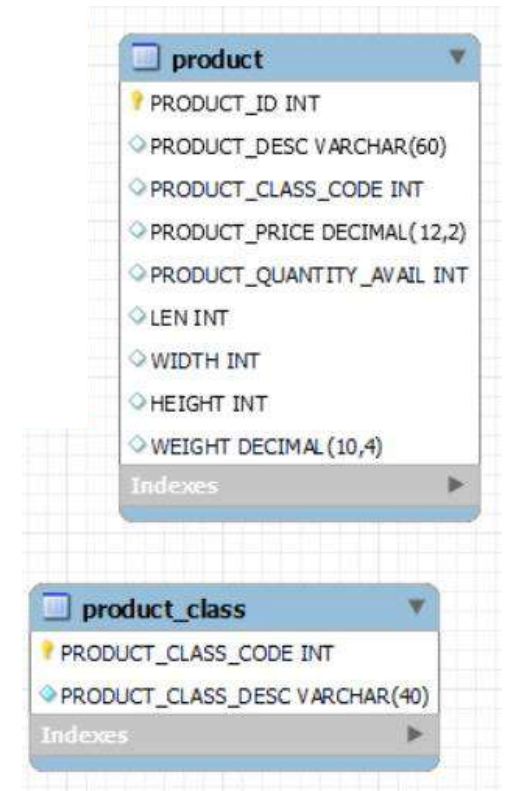 product
PRODUCT_ID INT
PRODUCT_DESC VARCHAR(60)
PRODUCT_CLASS_CODE INT
PRODUCT_PRICE DECIMAL(12,2)
PRODUCT_QUANTITY_AVAIL INT
LEN INT
WIDTH INT
HEIGHT INT
WEIGHT DECIMAL(10,4)
Indexes
product_class
PRODUCT_CLASS_CODE INT
PRODUCT_CLASS_DESC VARCHAR(40)
Indexes